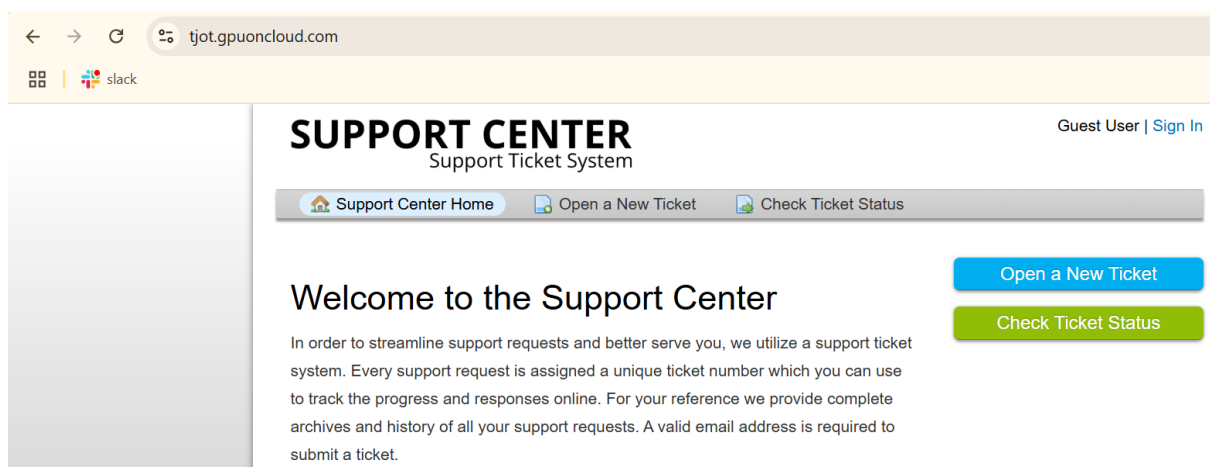 tjot.gpuoncloud.com
slack
SUPPORT CENTER
Support Ticket System
Guest User | Sign In
Support Center Home Open a New Ticket Check Ticket Status
Open a New Ticket
Welcome to the Support Center
Check Ticket Status
In order to streamline support requests and better serve you, we utilize a support ticket
system. Every support request is assigned a unique ticket number which you can use
to track the progress and responses online. For your reference we provide complete
archives and history of all your support requests. A valid email address is required to
submit a ticket.